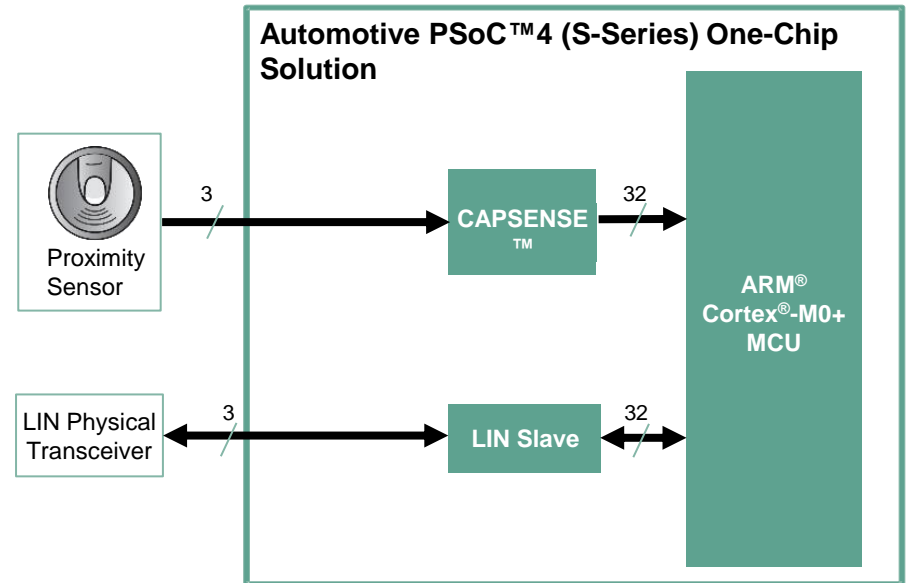 Automotive PSoC™4 (S-Series) One-Chip
Solution
3
32
CAPSENSE
™
Proximity
Sensor
ARM®
Cortex®-M0+
MCU
LIN Physical
Transceiver
3
LIN Slave
32